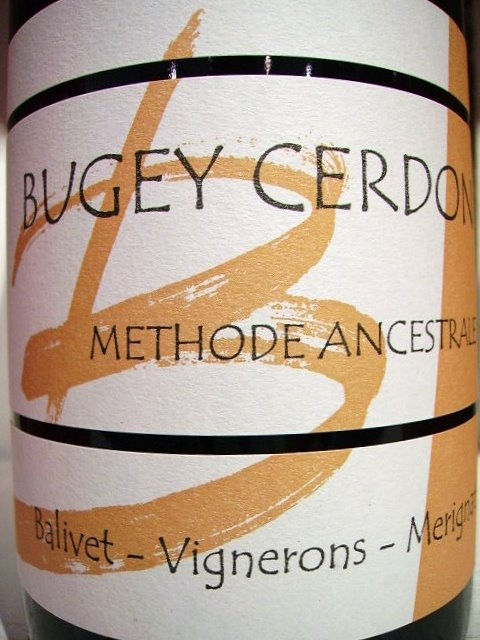 BUGEY CERDON
METHODE ANCESTRALE
Balivet - Vignerons -